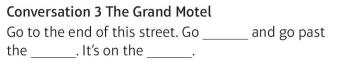 Conversation 3 The Grand Motel
Go to the end of this street. Go ______ and go past
the ______. It's on the ______.